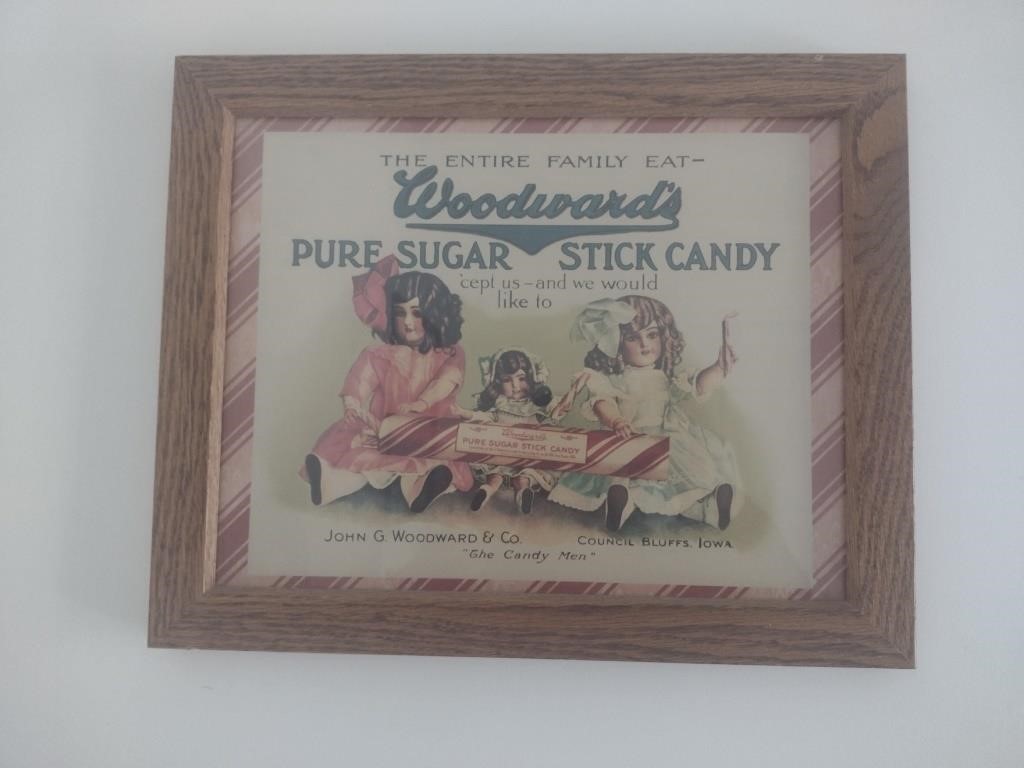 THE ENTIRE FAMILY EAT–
Woodward's
PURE SUGAR STICK CANDY
'cept us – and we would
like to
Woodward's
PURE SUGAR STICK CANDY
JOHN G. WOODWARD & CO. COUNCIL BLUFFS, IOWA
"The Candy Men"